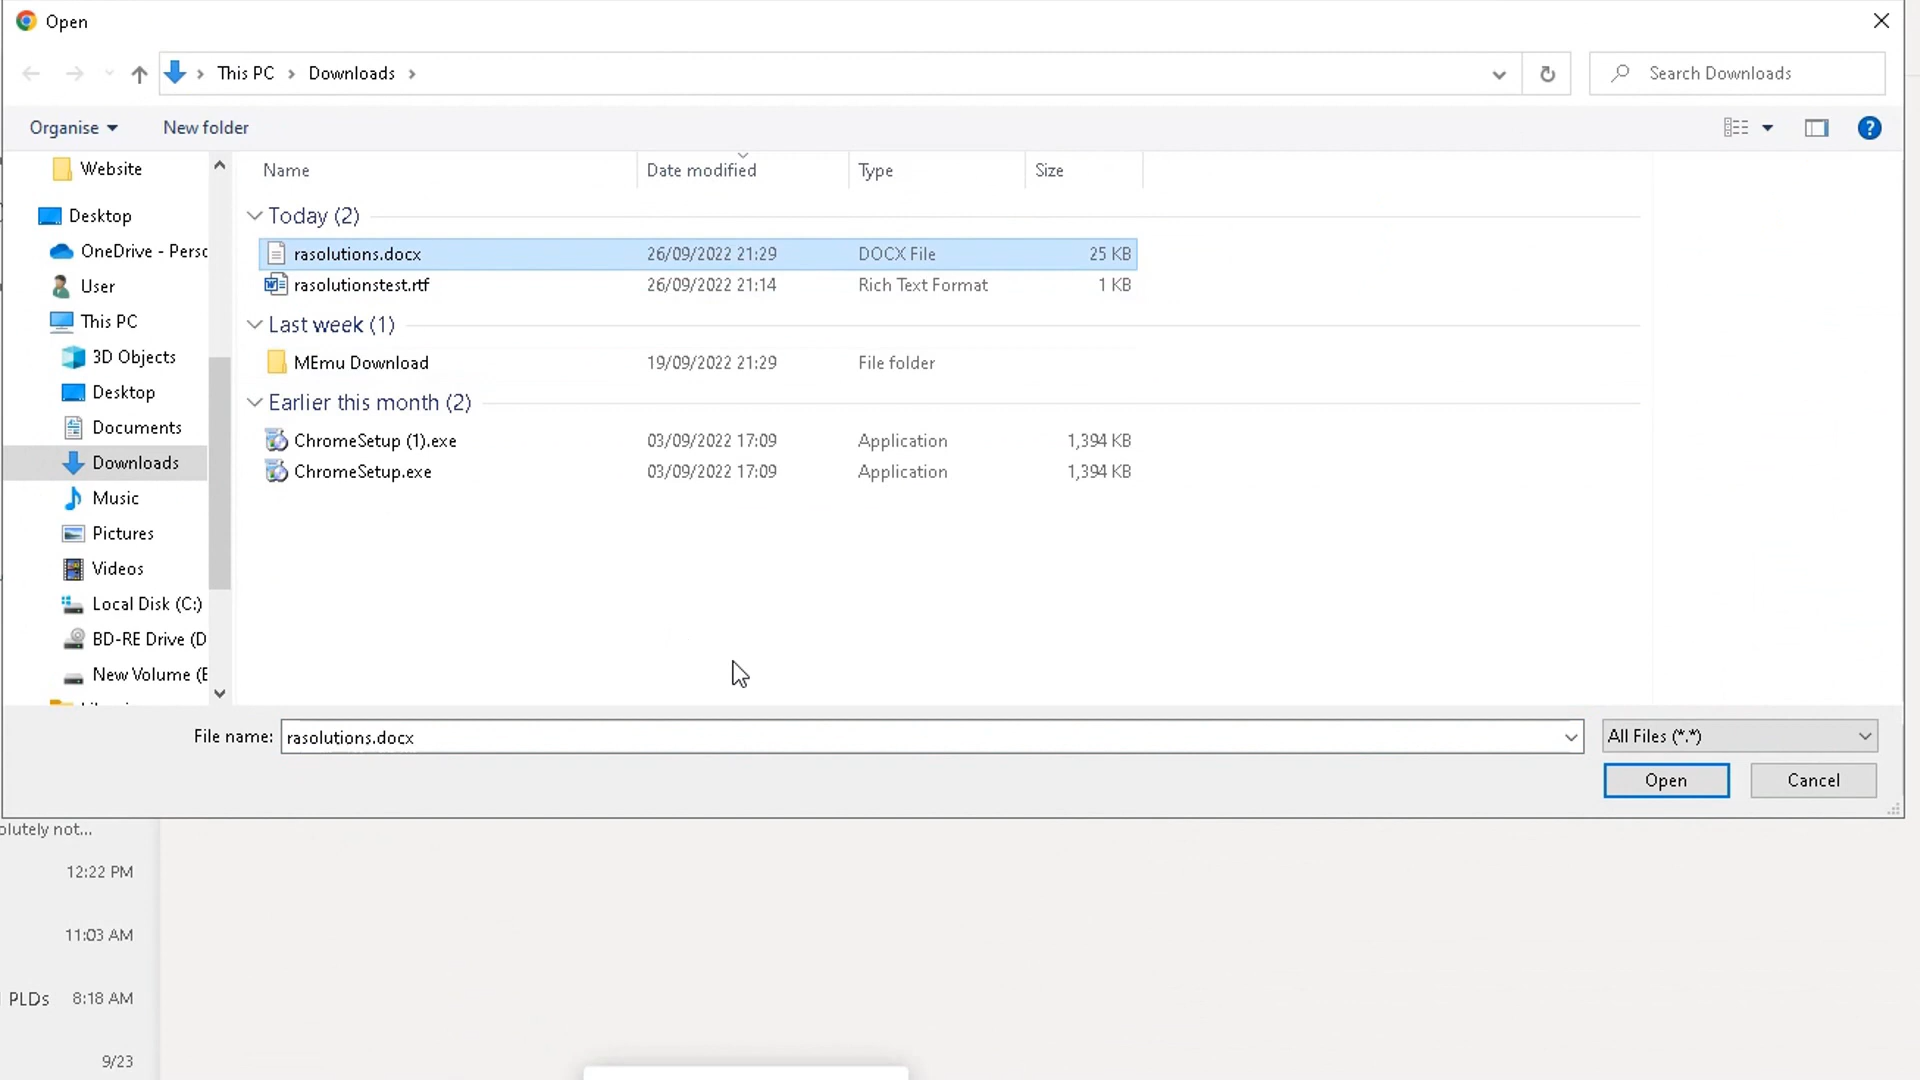 Open
This PC
Downloads
Search Downloads
Organise
New folder
Website
Desktop
OneDrive - Perso
User
This PC
3D Objects
Desktop
Documents
Downloads
Music
Pictures
Videos
Local Disk (C:)
BD-RE Drive (D
New Volume (E
Name Date modified Type Size
Today (2)
rasolutions.docx 26/09/2022 21:29 DOCX File 25 KB
rasolutionstest.rtf 26/09/2022 21:14 Rich Text Format 1 KB
Last week (1)
MEmu Download 19/09/2022 21:29 File folder
Earlier this month (2)
ChromeSetup (1).exe 03/09/2022 17:09 Application 1,394 KB
ChromeSetup.exe 03/09/2022 17:09 Application 1,394 KB
File name: rasolutions.docx All Files (*.*)
Open Cancel
olutely not...
12:22 PM
11:03 AM
PLDs 8:18 AM
9/23